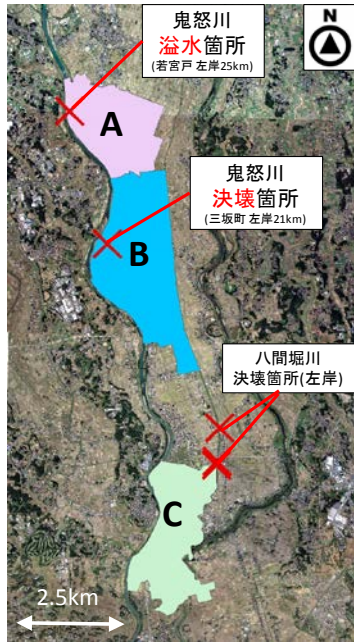 鬼怒川
溢水箇所
(若宮戸 左岸25km)
N
A
鬼怒川
決壊箇所
(三坂町 左岸21km)
B
八間堀川
決壊箇所(左岸)
C
2.5km